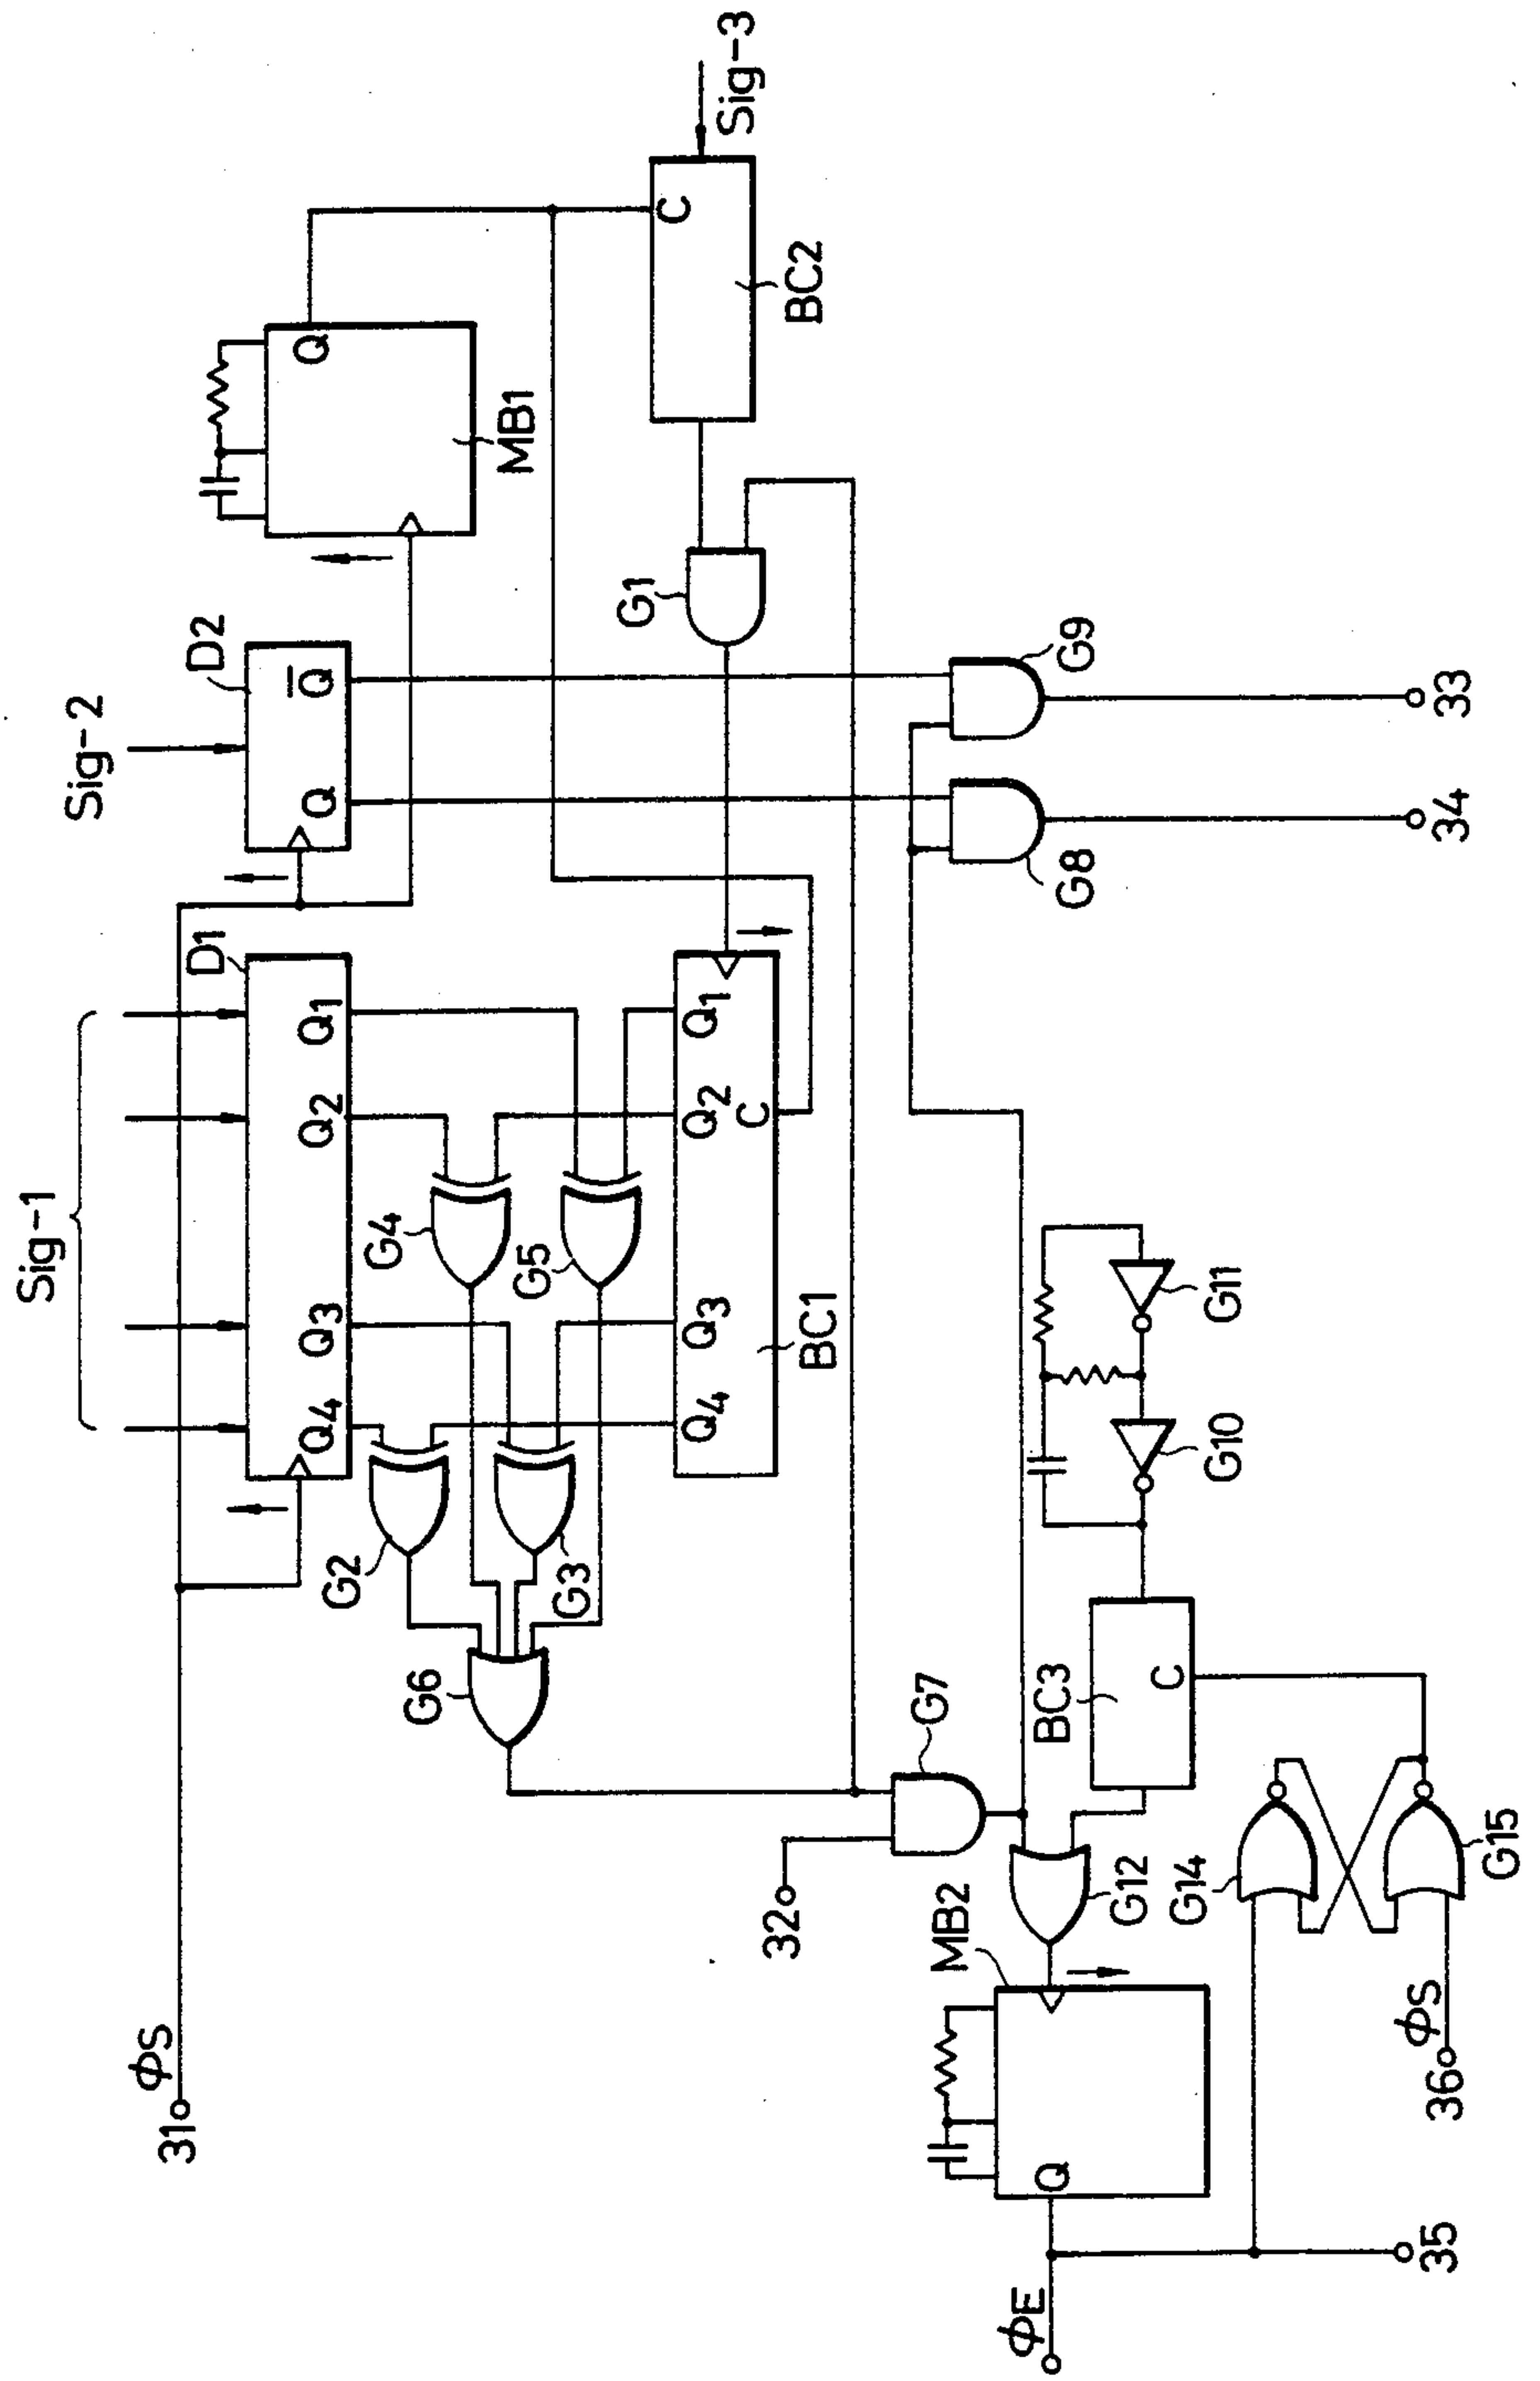 Sig-1
Sig-2
Sig-3
31
ΦS
D1
Q4
Q3
Q2
Q1
D2
Q
Q̅
MB1
Q
G2
G4
G5
G3
G6
BC1
Q4
Q3
Q2
Q1
C
G1
BC2
C
32
G7
G8
G9
34
33
MB2
Q
G12
BC3
C
G10
G11
G14
G15
ΦS
36
ΦE
35